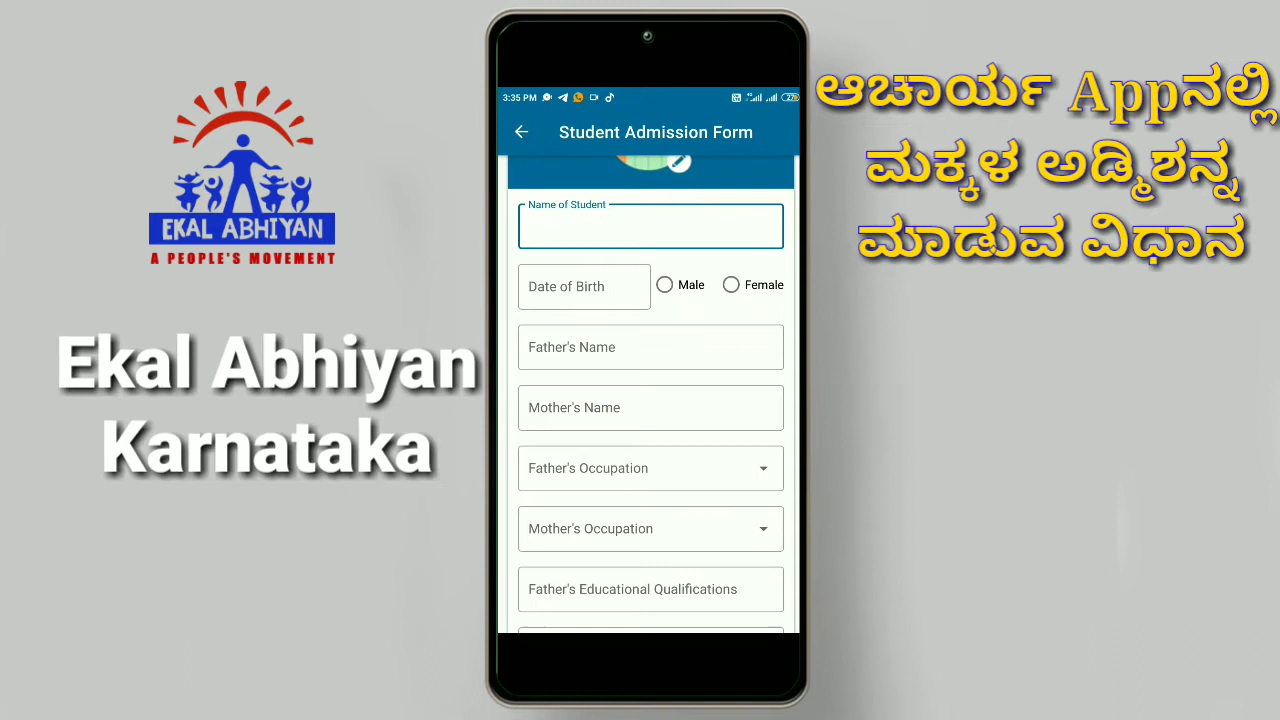 EKAL ABHIYAN
A PEOPLE'S MOVEMENT
Ekal Abhiyan
Karnataka
3:35 PM
27
Student Admission Form
Name of Student
Date of Birth
Male
Female
Father's Name
Mother's Name
Father's Occupation
Mother's Occupation
Father's Educational Qualifications
ಆಚಾರ್ಯ Appನಲ್ಲಿ
ಮಕ್ಕಳ ಅಡ್ಮಿಶನ್ನ
ಮಾಡುವ ವಿಧಾನ